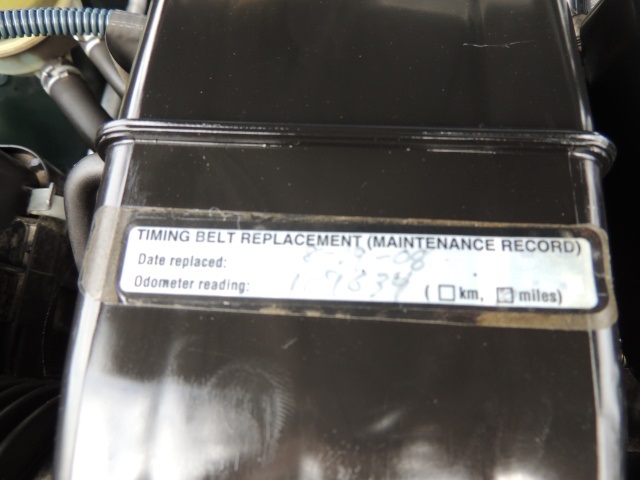 TIMING BELT REPLACEMENT (MAINTENANCE RECORD)
Date replaced:
Odometer reading: ( km, miles)